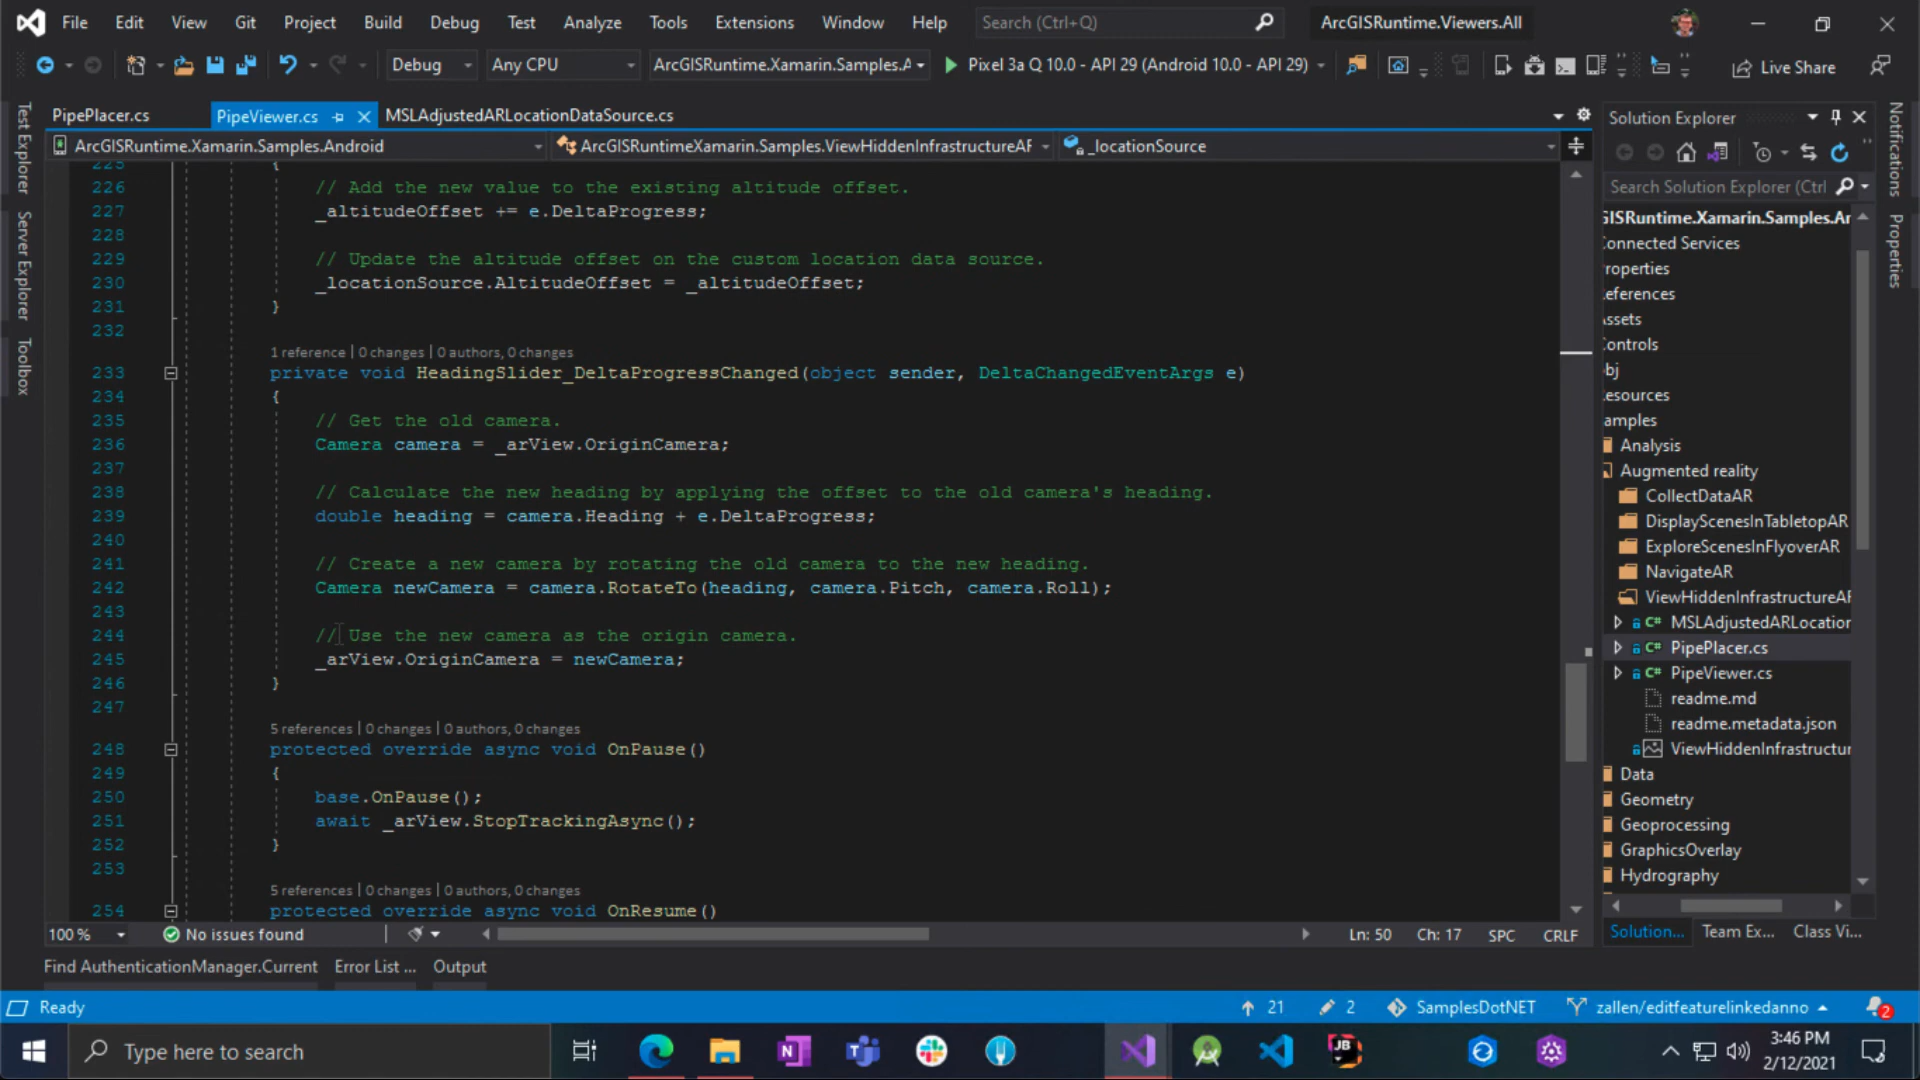 File Edit View Git Project Build Debug Test Analyze Tools Extensions Window Help Search (Ctrl+Q) ArcGISRuntime.Viewers.All
Debug Any CPU ArcGISRuntime.Xamarin.Samples.A Pixel 3a Q 10.0 - API 29 (Android 10.0 - API 29) Live Share
PipePlacer.cs PipeViewer.cs MSLAdjustedARLocationDataSource.cs
ArcGISRuntime.Xamarin.Samples.Android ArcGISRuntimeXamarin.Samples.ViewHiddenInfrastructureAF _locationSource
225 {
226 // Add the new value to the existing altitude offset.
227 _altitudeOffset += e.DeltaProgress;
228
229 // Update the altitude offset on the custom location data source.
230 _locationSource.AltitudeOffset = _altitudeOffset;
231 }
232
1 reference | 0 changes | 0 authors, 0 changes
233 private void HeadingSlider_DeltaProgressChanged(object sender, DeltaChangedEventArgs e)
234 {
235 // Get the old camera.
236 Camera camera = _arView.OriginCamera;
237
238 // Calculate the new heading by applying the offset to the old camera's heading.
239 double heading = camera.Heading + e.DeltaProgress;
240
241 // Create a new camera by rotating the old camera to the new heading.
242 Camera newCamera = camera.RotateTo(heading, camera.Pitch, camera.Roll);
243
244 // Use the new camera as the origin camera.
245 _arView.OriginCamera = newCamera;
246 }
247
5 references | 0 changes | 0 authors, 0 changes
248 protected override async void OnPause()
249 {
250 base.OnPause();
251 await _arView.StopTrackingAsync();
252 }
253
5 references | 0 changes | 0 authors, 0 changes
254 protected override async void OnResume()
100 % No issues found Ln: 50 Ch: 17 SPC CRLF
Find AuthenticationManager.Current Error List ... Output
Test Explorer
Server Explorer
Toolbox
Solution Explorer
Search Solution Explorer (Ctrl
GISRuntime.Xamarin.Samples.Ar
Connected Services
roperties
eferences
ssets
Controls
bj
esources
amples
Analysis
Augmented reality
CollectDataAR
DisplayScenesInTabletopAR
ExploreScenesInFlyoverAR
NavigateAR
ViewHiddenInfrastructureAF
C# MSLAdjustedARLocation
C# PipePlacer.cs
C# PipeViewer.cs
readme.md
readme.metadata.json
ViewHiddenInfrastructur
Data
Geometry
Geoprocessing
GraphicsOverlay
Hydrography
Solution... Team Ex... Class Vi...
Notifications
Properties
Ready 21 2 SamplesDotNET zallen/editfeaturelinkedanno 2
Type here to search
3:46 PM
2/12/2021